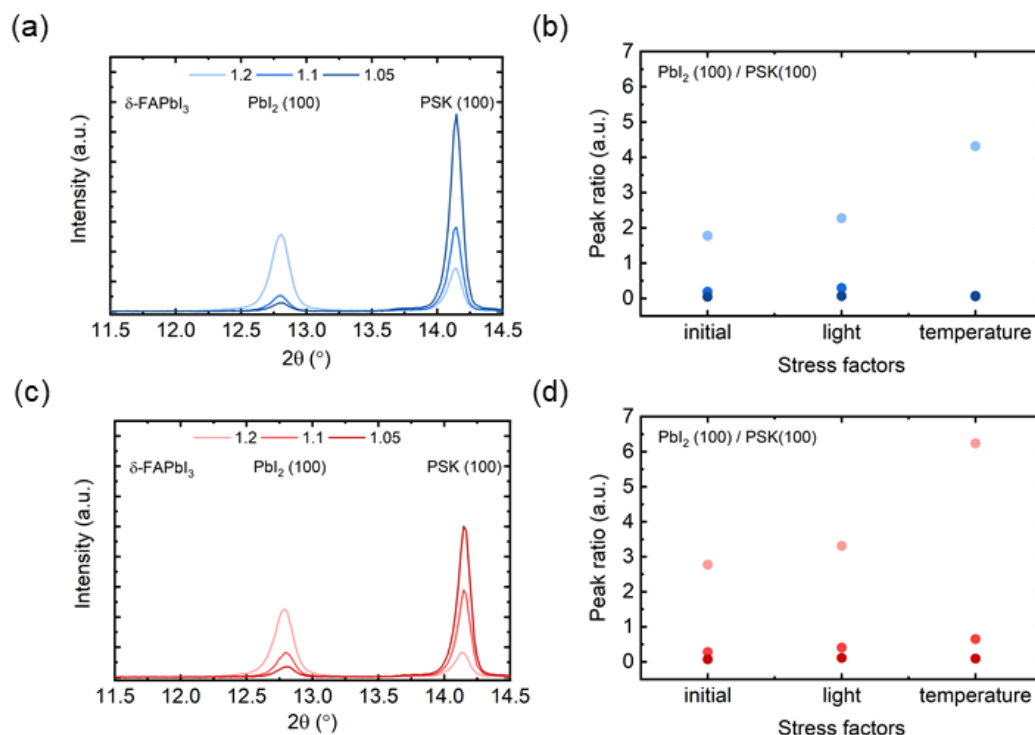 (a)
1.2 1.1 1.05
δ-FAPbI3 PbI2 (100) PSK (100)
Intensity (a.u.)
11.5 12.0 12.5 13.0 13.5 14.0 14.5
2θ (°)
(b)
PbI2 (100) / PSK(100)
Peak ratio (a.u.)
7
6
5
4
3
2
1
0
initial light temperature
Stress factors
(c)
1.2 1.1 1.05
δ-FAPbI3 PbI2 (100) PSK (100)
Intensity (a.u.)
11.5 12.0 12.5 13.0 13.5 14.0 14.5
2θ (°)
(d)
PbI2 (100) / PSK(100)
Peak ratio (a.u.)
7
6
5
4
3
2
1
0
initial light temperature
Stress factors